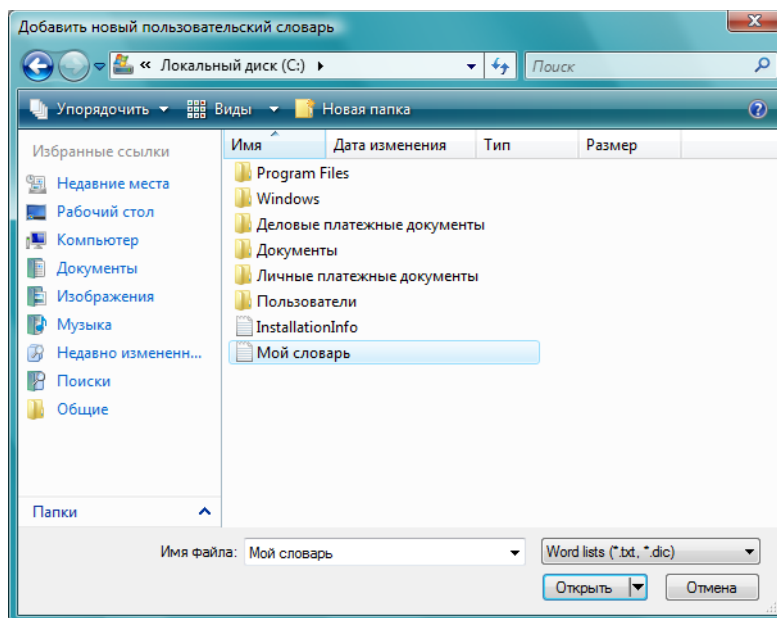 Добавить новый пользовательский словарь
« Локальный диск (C:)
Поиск
Упорядочить Виды Новая папка
Избранные ссылки
Недавние места
Рабочий стол
Компьютер
Документы
Изображения
Музыка
Недавно измененн...
Поиски
Общие
Папки
Имя Дата изменения Тип Размер
Program Files
Windows
Деловые платежные документы
Документы
Личные платежные документы
Пользователи
InstallationInfo
Мой словарь
Имя файла: Мой словарь Word lists (*.txt, *.dic)
Открыть Отмена